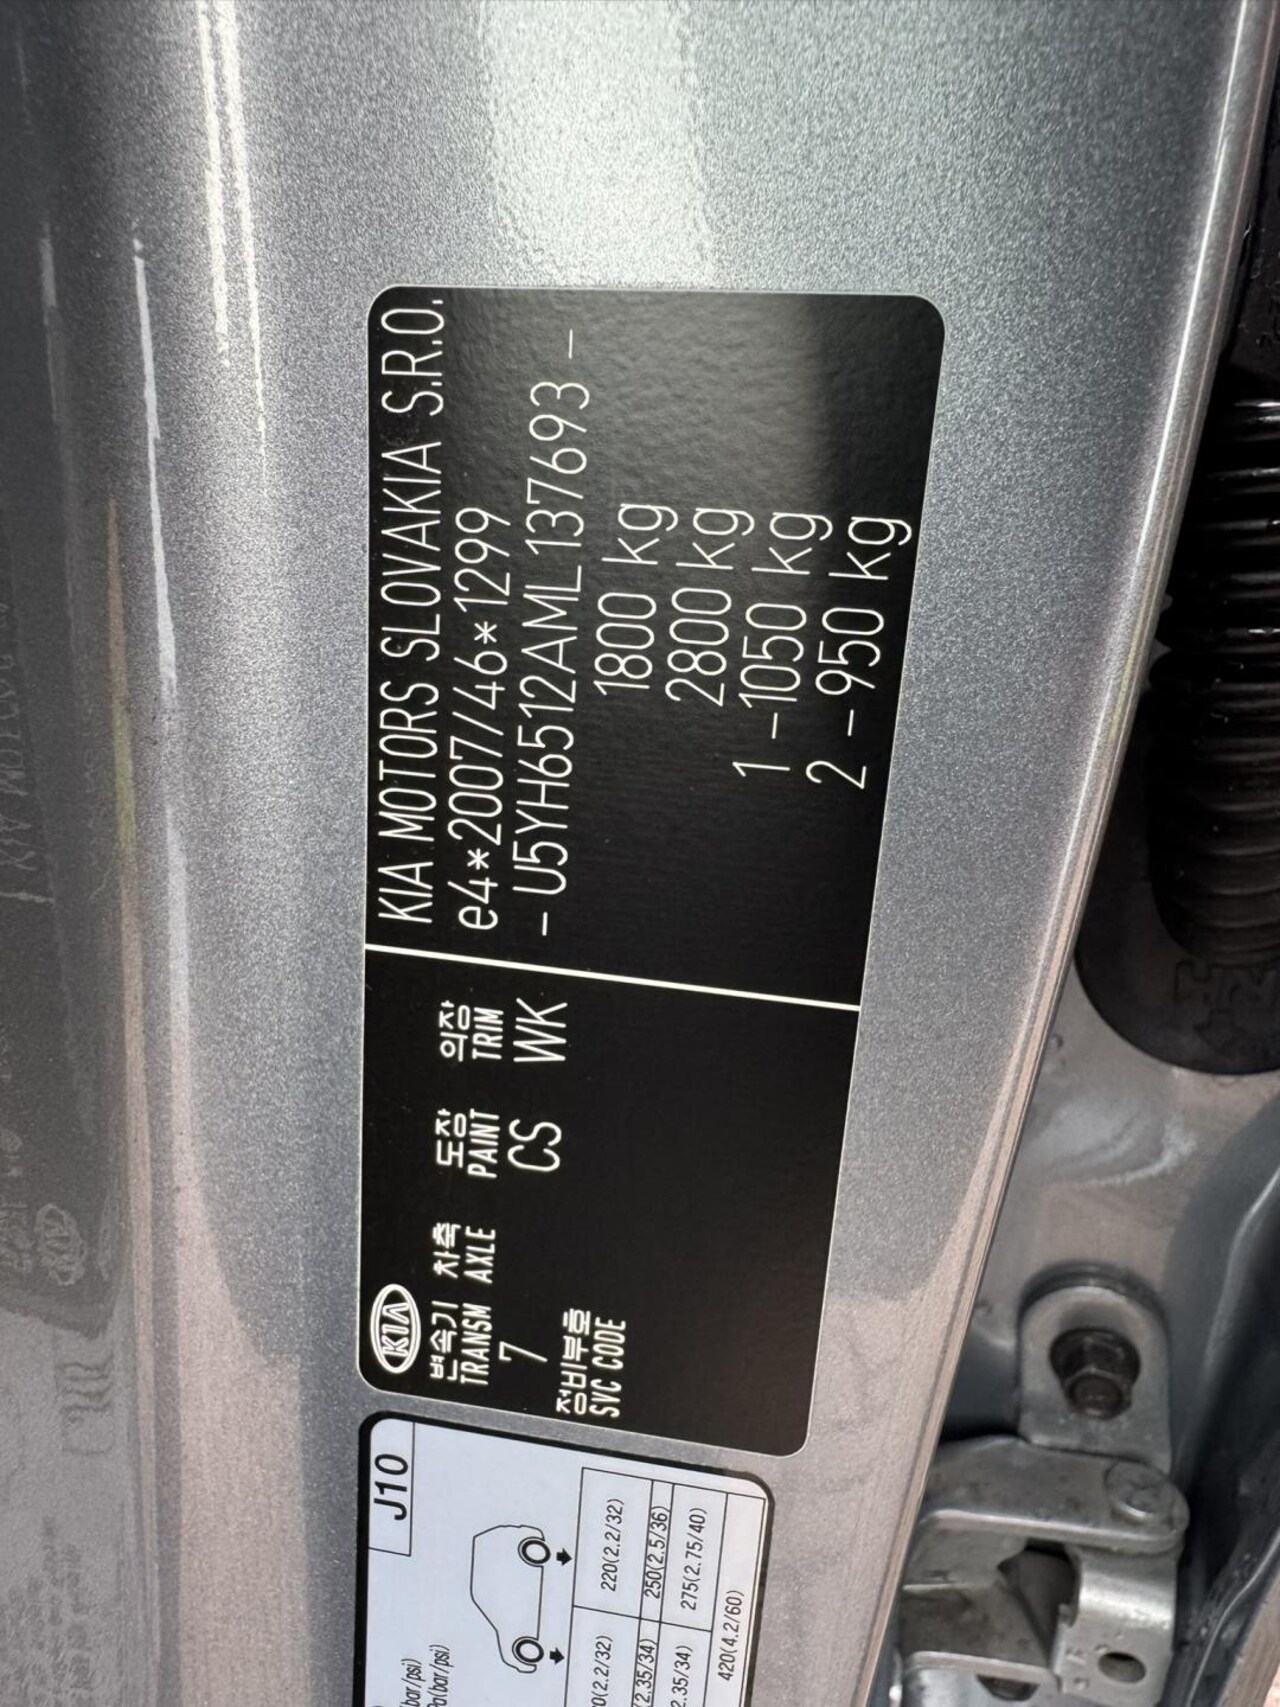 KIA MOTORS SLOVAKIA S.R.O.
e4*2007/46*1299
- U5YH6512AML137693 -
1800 kg
2800 kg
1 -1050 kg
2 - 950 kg
KIA
변속기 차축 도장 의장
TRANSM AXLE PAINT TRIM
7 CS WK
정비부호
SVC CODE
J10
220(2.2/32)
250(2.5/36)
275(2.75/40)
420(4.2/60)